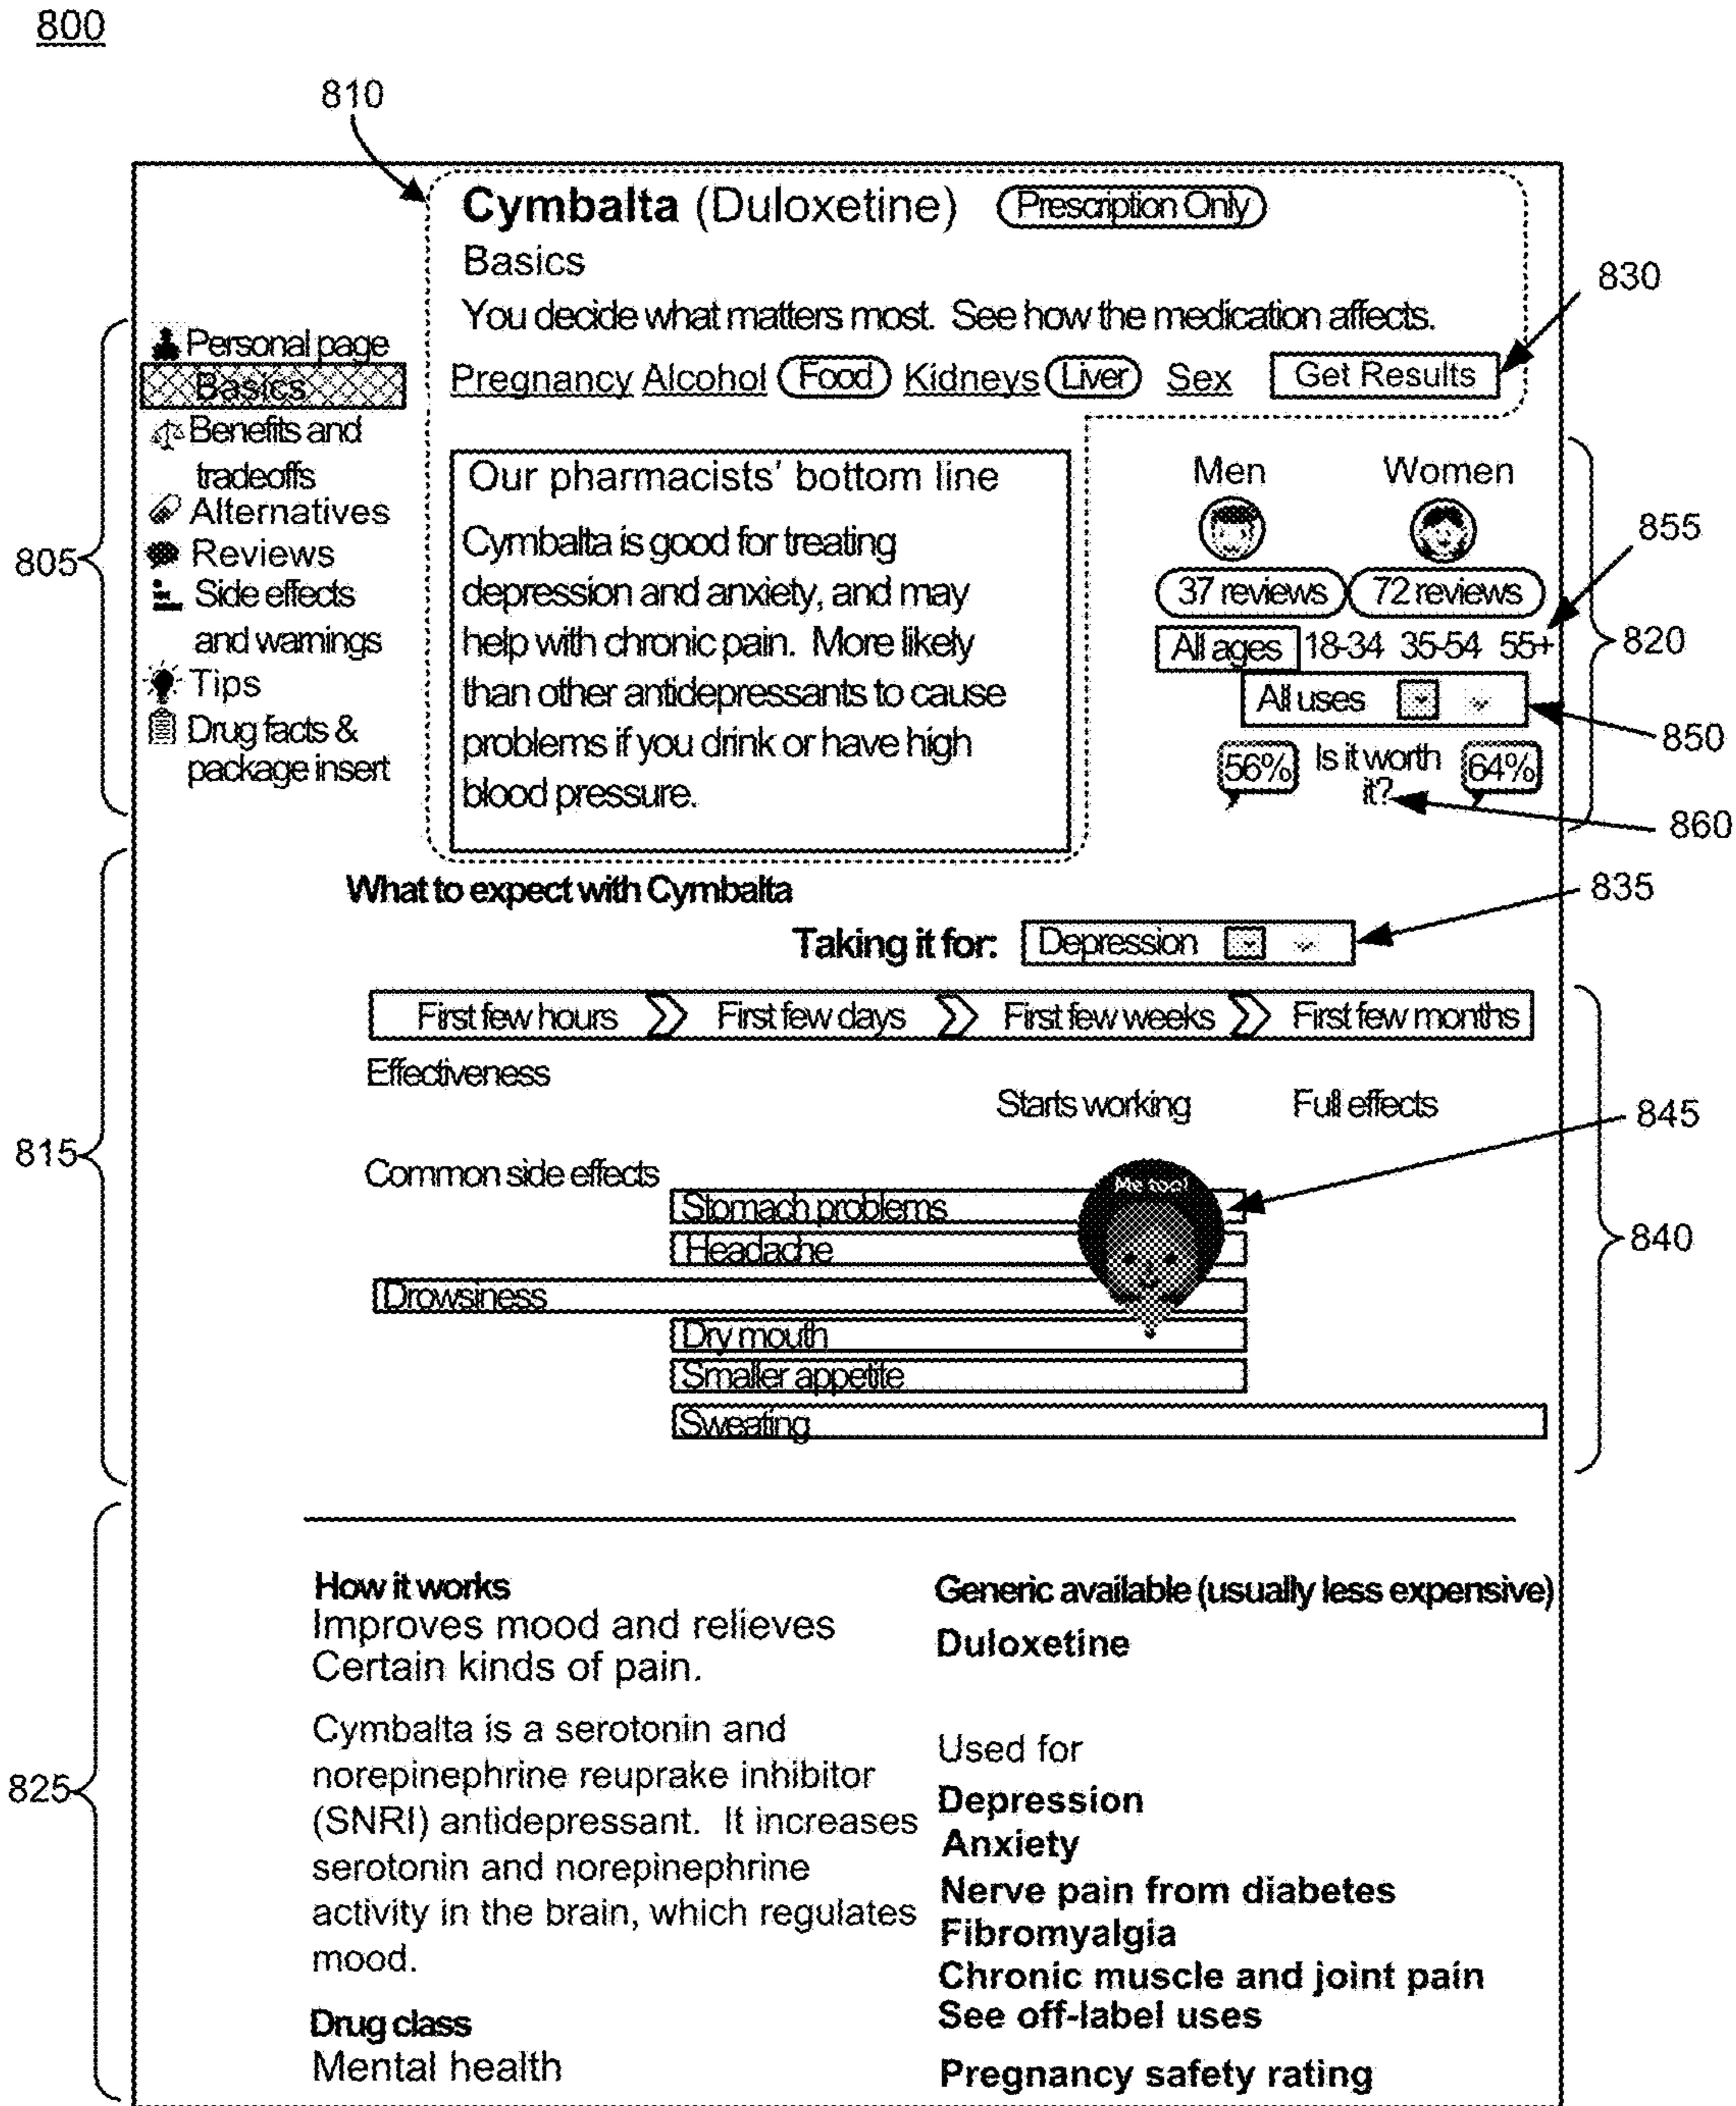 800
810
Cymbalta (Duloxetine) Prescription Only
Basics
You decide what matters most. See how the medication affects.
830
Pregnancy Alcohol Food Kidneys Liver Sex Get Results
805
Personal page
Basics
Benefits and
tradeoffs
Alternatives
Reviews
Side effects
and warnings
Tips
Drug facts &
package insert
Our pharmacists' bottom line
Cymbalta is good for treating
depression and anxiety, and may
help with chronic pain. More likely
than other antidepressants to cause
problems if you drink or have high
blood pressure.
Men Women
37 reviews 72 reviews
855
All ages 18-34 35-54 55+
820
All uses
850
56% Is it worth 64%
it?
860
815
What to expect with Cymbalta
835
Taking it for: Depression
First few hours First few days First few weeks First few months
Effectiveness
Starts working Full effects
845
Common side effects
Me too!
Stomach problems
Headache
840
Drowsiness
Dry mouth
Smaller appetite
Sweating
825
How it works
Improves mood and relieves
Certain kinds of pain.
Cymbalta is a serotonin and
norepinephrine reuprake inhibitor
(SNRI) antidepressant. It increases
serotonin and norepinephrine
activity in the brain, which regulates
mood.
Drug class
Mental health
Generic available (usually less expensive)
Duloxetine
Used for
Depression
Anxiety
Nerve pain from diabetes
Fibromyalgia
Chronic muscle and joint pain
See off-label uses
Pregnancy safety rating